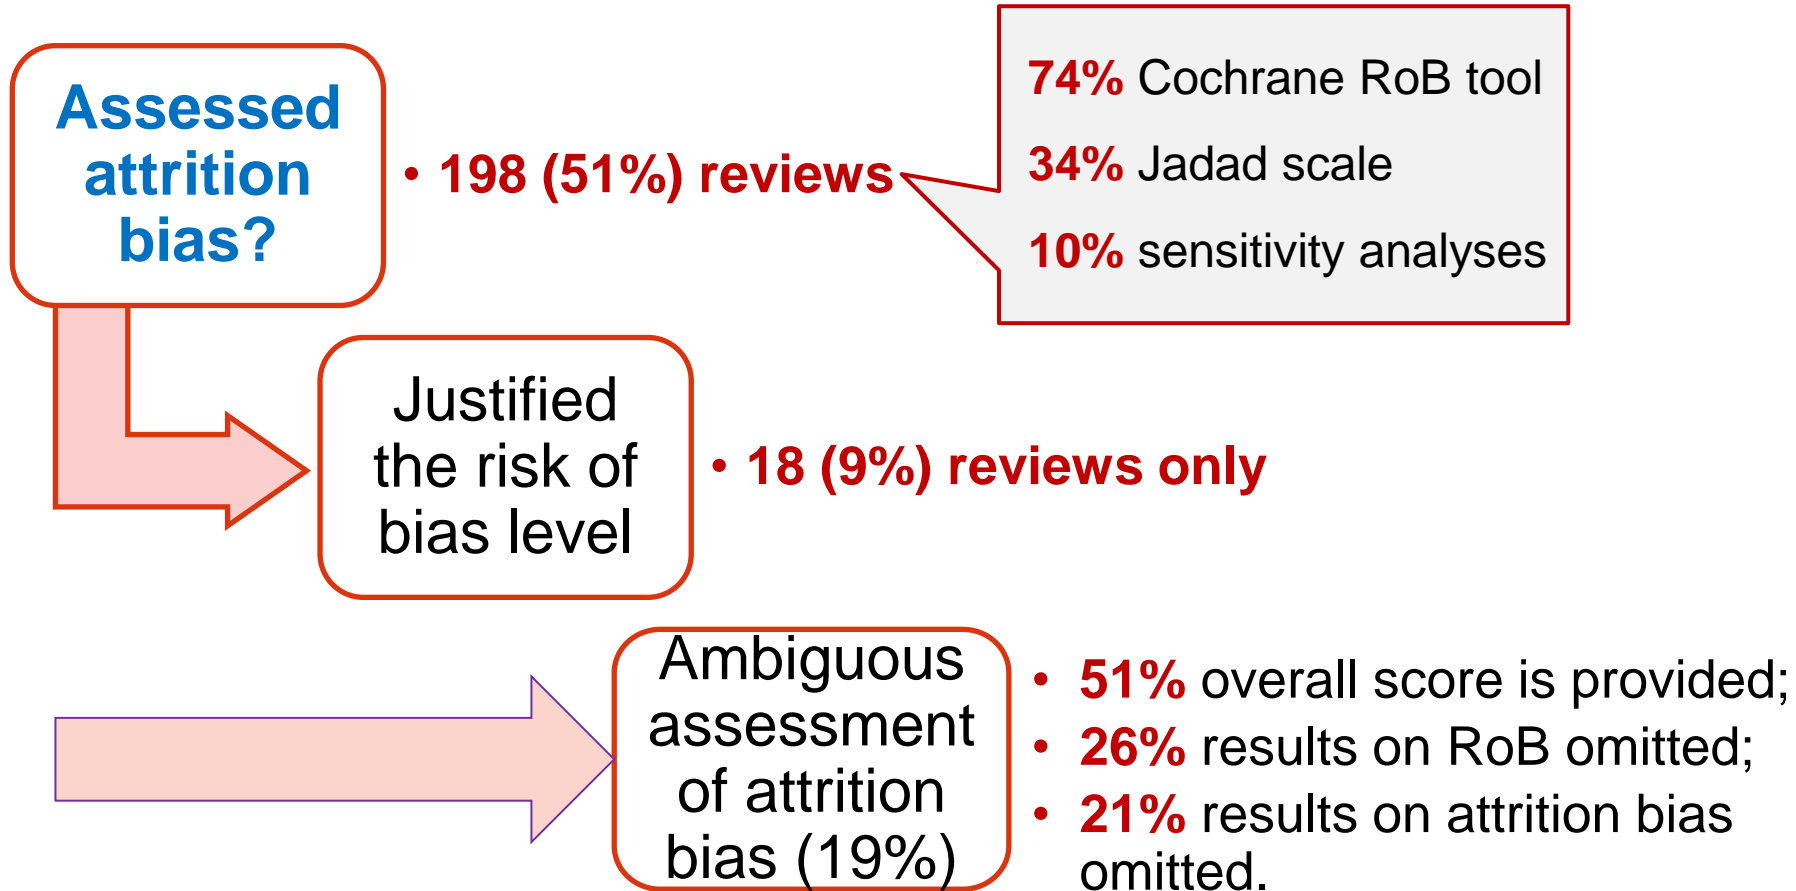 Assessed
attrition
bias?
• 198 (51%) reviews
74% Cochrane RoB tool
34% Jadad scale
10% sensitivity analyses
Justified
the risk of
bias level
• 18 (9%) reviews only
Ambiguous
assessment
of attrition
bias (19%)
• 51% overall score is provided;
• 26% results on RoB omitted;
• 21% results on attrition bias
omitted.